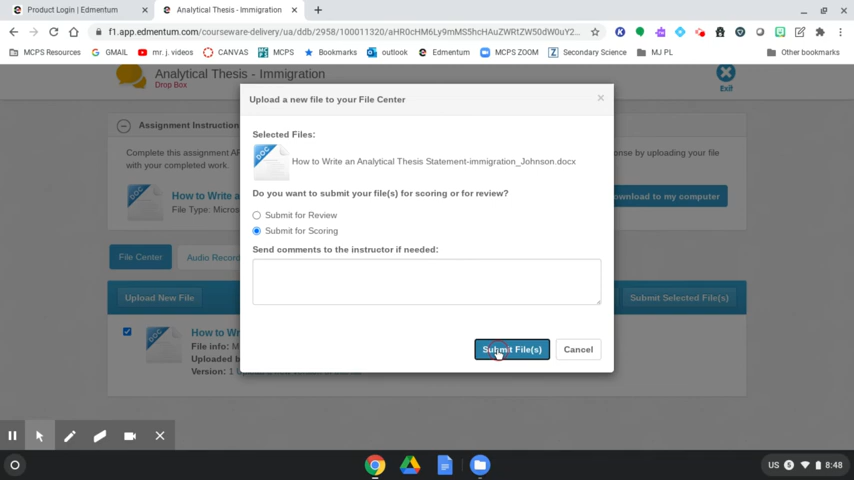 Product Login | Edmentum
Analytical Thesis - Immigration
f1.app.edmentum.com/courseware-delivery/ua/ddb/2958/100011320/aHR0cHM6Ly9mMS5hcHAuZWRtZW50dW0uY2...
MCPS Resources
GMAIL
mr. j. videos
CANVAS
MCPS
Bookmarks
outlook
Edmentum
MCPS ZOOM
Secondary Science
MJ PL
Other bookmarks
Analytical Thesis - Immigration
Drop Box
Exit
Upload a new file to your File Center
Assignment Instruction
Selected Files:
Complete this assignment
onse by uploading your file
with your completed work.
DOC
How to Write an Analytical Thesis Statement-immigration_Johnson.docx
DOC
How to Write a
ownload to my computer
File Type: Micros
Do you want to submit your file(s) for scoring or for review?
Submit for Review
Submit for Scoring
Send comments to the instructor if needed:
File Center
Audio Record
Upload New File
Submit Selected File(s)
DOC
How to Wr
File info: M
Uploaded b
Version: 1
Submit File(s)
Cancel
US
5
8:48